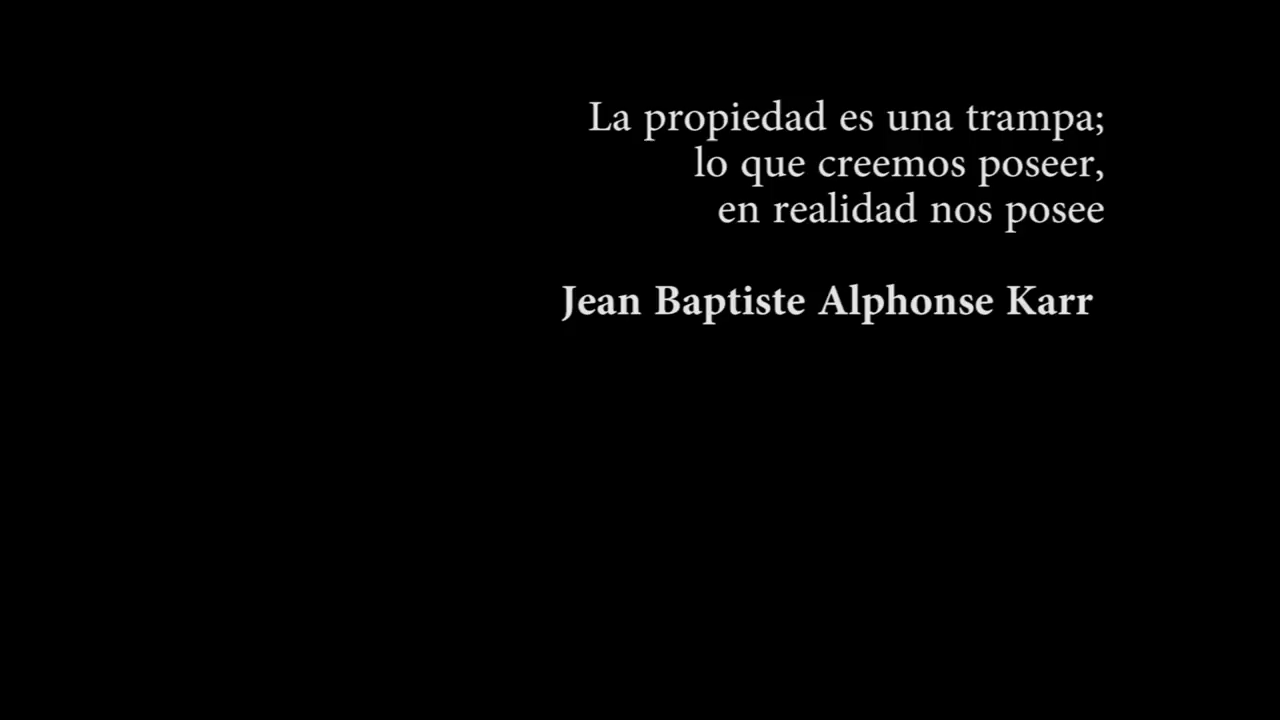 La propiedad es una trampa;
lo que creemos poseer,
en realidad nos posee
Jean Baptiste Alphonse Karr